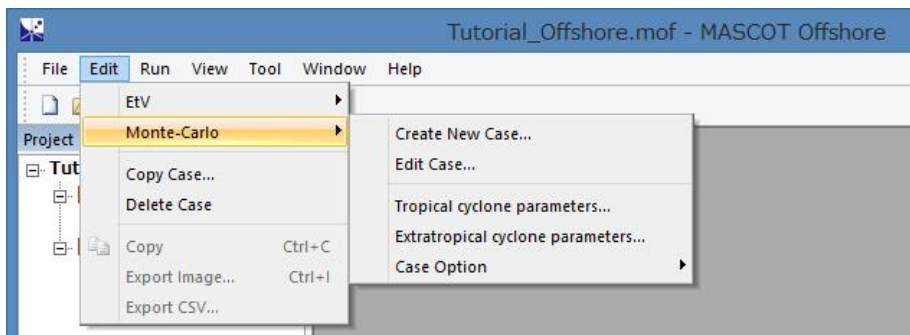 Tutorial_Offshore.mof - MASCOT Offshore
File Edit Run View Tool Window Help
EtV
Monte-Carlo
Copy Case...
Delete Case
Copy Ctrl+C
Export Image... Ctrl+I
Export CSV...
Create New Case...
Edit Case...
Tropical cyclone parameters...
Extratropical cyclone parameters...
Case Option
Project
Tut